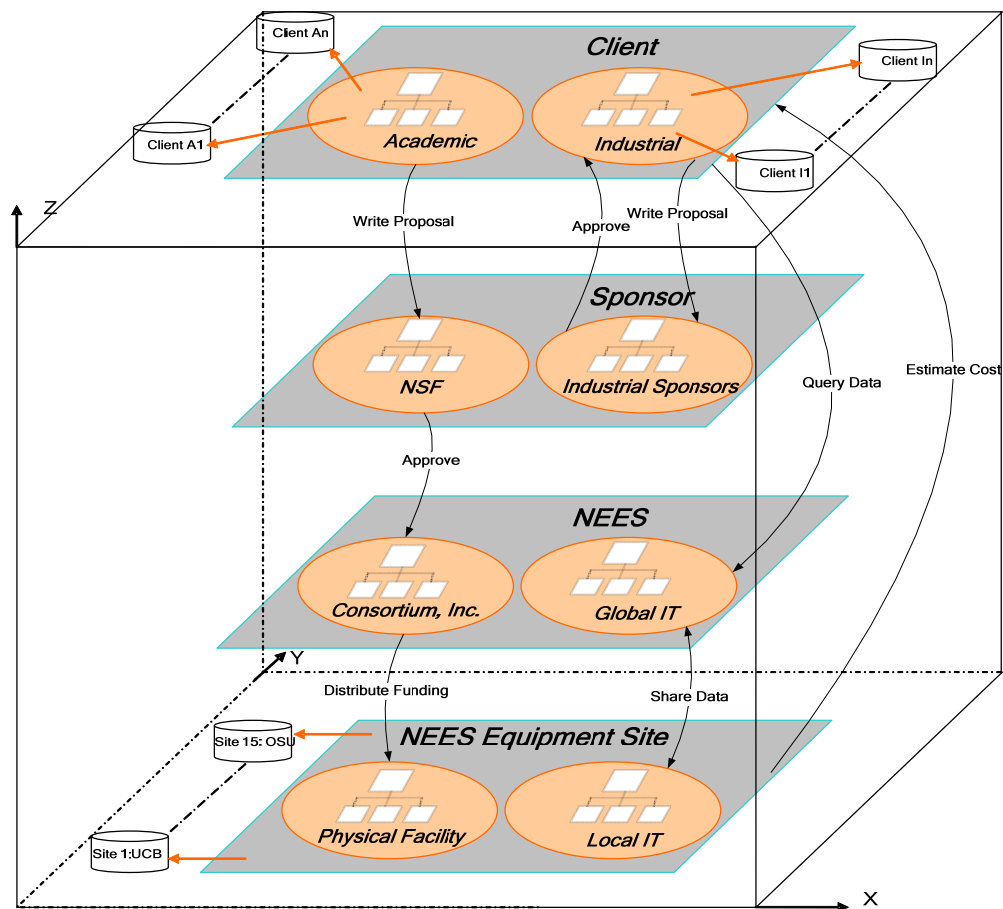 Client An
Client
Client In
Client A1
Academic
Industrial
Client I1
Z
Write Proposal
Approve
Write Proposal
Sponsor
NSF
Industrial Sponsors
Query Data
Estimate Cost
Approve
NEES
Consortium, Inc.
Global IT
Y
Distribute Funding
Share Data
Site 15: OSU
NEES Equipment Site
Physical Facility
Local IT
Site 1:UCB
X